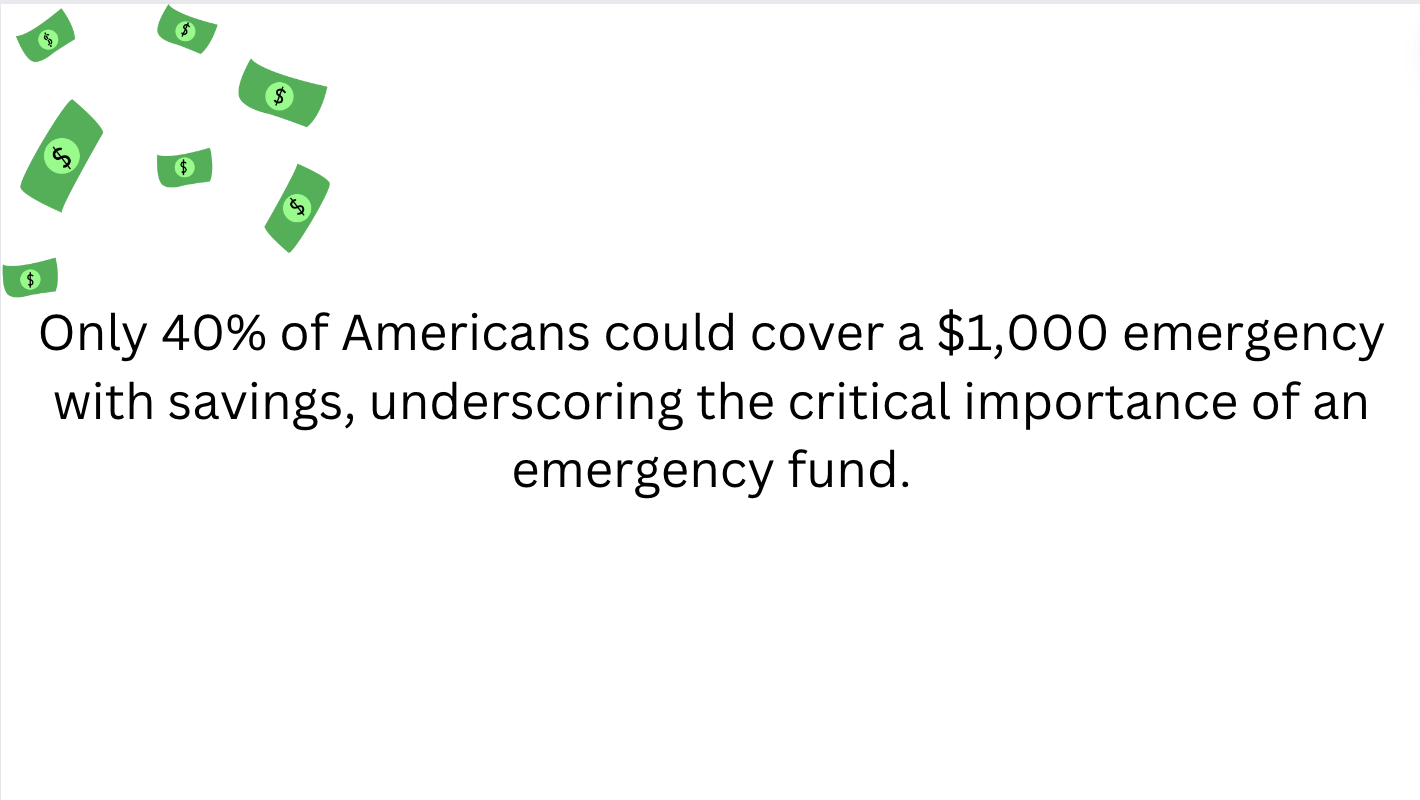 $
$
$
$
$
$
$
Only 40% of Americans could cover a $1,000 emergency
with savings, underscoring the critical importance of an
emergency fund.